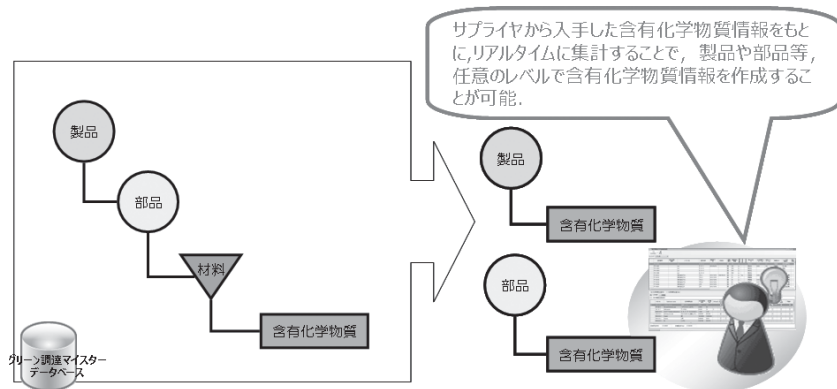 サプライヤから入手した含有化学物質情報をもと
に,リアルタイムに集計することで，製品や部品等，
任意のレベルで含有化学物質情報を作成するこ
とが可能．
製品
部品
材料
含有化学物質
グリーン調達マイスター
データベース
製品
含有化学物質
部品
含有化学物質